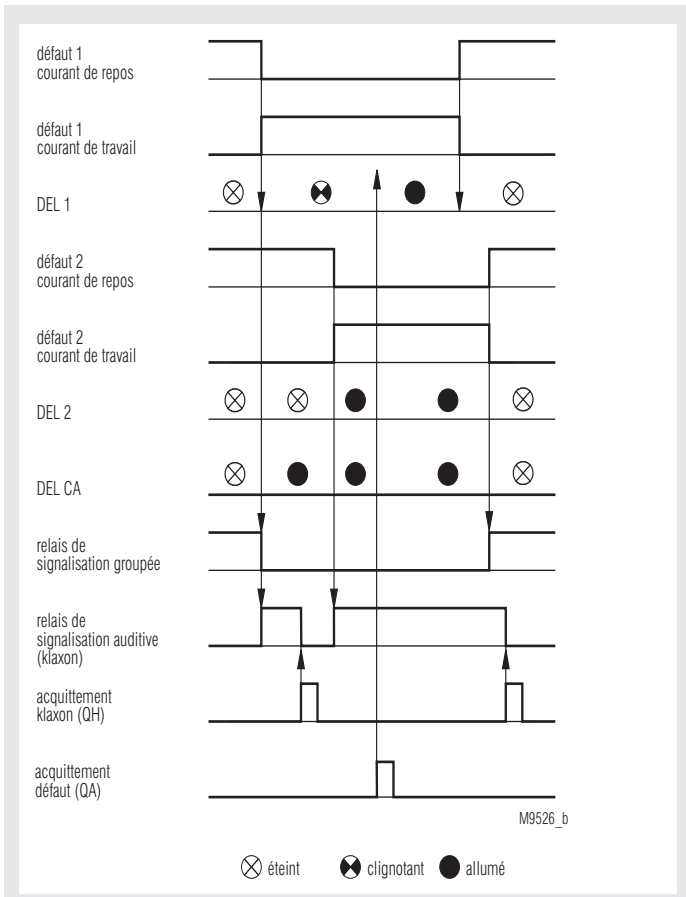 défaut 1
courant de repos
défaut 1
courant de travail
DEL 1
défaut 2
courant de repos
défaut 2
courant de travail
DEL 2
DEL CA
relais de
signalisation groupée
relais de
signalisation auditive
(klaxon)
acquittement
klaxon (QH)
acquittement
défaut (QA)
M9526_b
éteint clignotant allumé